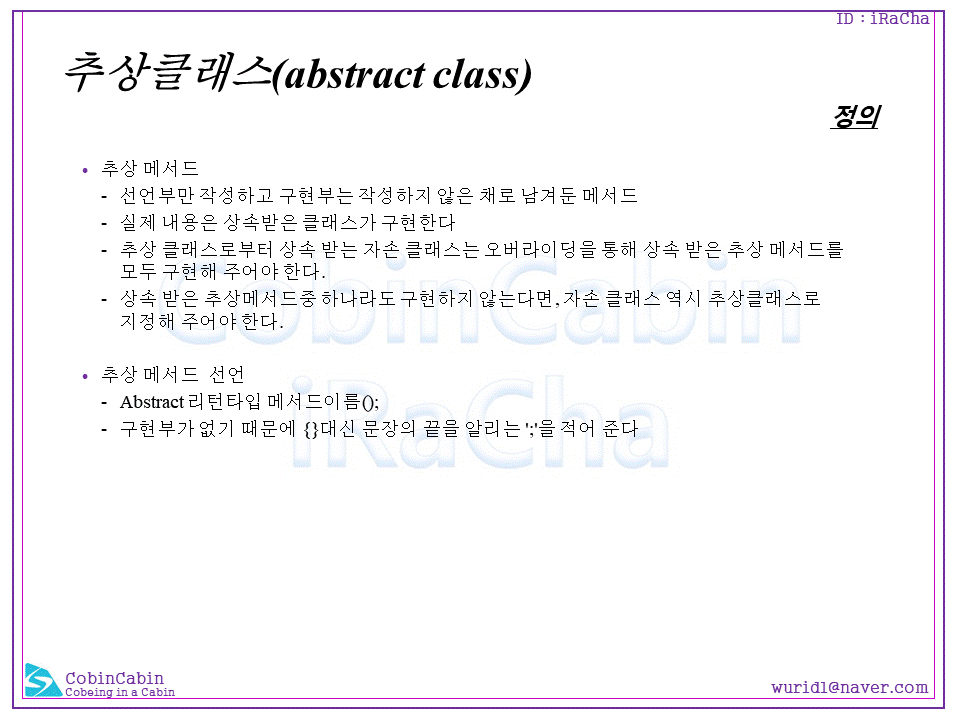 ID : iRaCha
추상클래스(abstract class)
정의
• 추상 메서드
- 선언부만 작성하고 구현부는 작성하지 않은 채로 남겨둔 메서드
- 실제 내용은 상속받은 클래스가 구현한다
- 추상 클래스로부터 상속 받는 자손 클래스는 오버라이딩을 통해 상속 받은 추상 메서드를
모두 구현해 주어야 한다.
- 상속 받은 추상메서드중 하나라도 구현하지 않는다면, 자손 클래스 역시 추상클래스로
지정해 주어야 한다.
CobinCabin
• 추상 메서드 선언
- Abstract 리턴타입 메서드이름();
- 구현부가 없기 때문에 {}대신 문장의 끝을 알리는 ';'을 적어 준다
iRaCha
CobinCabin
Cobeing in a Cabin
wurid1@naver.com